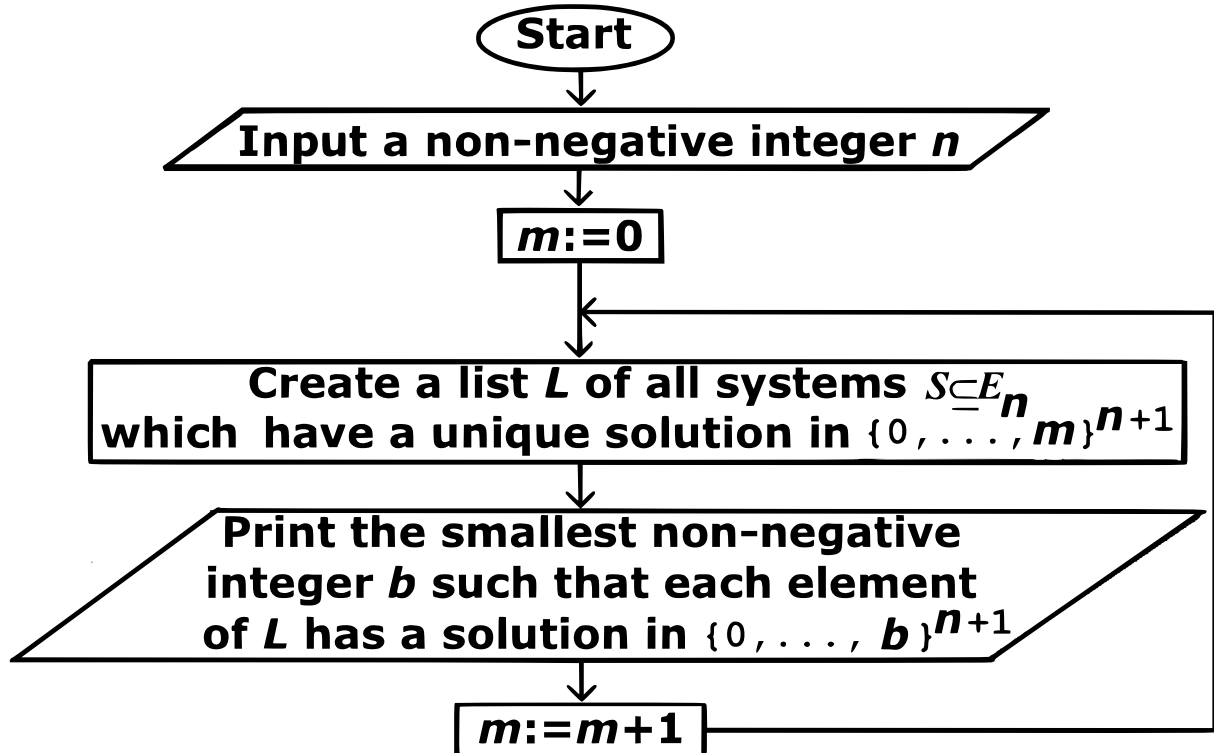 Start
Input a non-negative integer n
m:=0
Create a list L of all systems S⊆Eₙ
which have a unique solution in {0,...,m}ⁿ⁺¹
Print the smallest non-negative
integer b such that each element
of L has a solution in {0,..., b}ⁿ⁺¹
m:=m+1